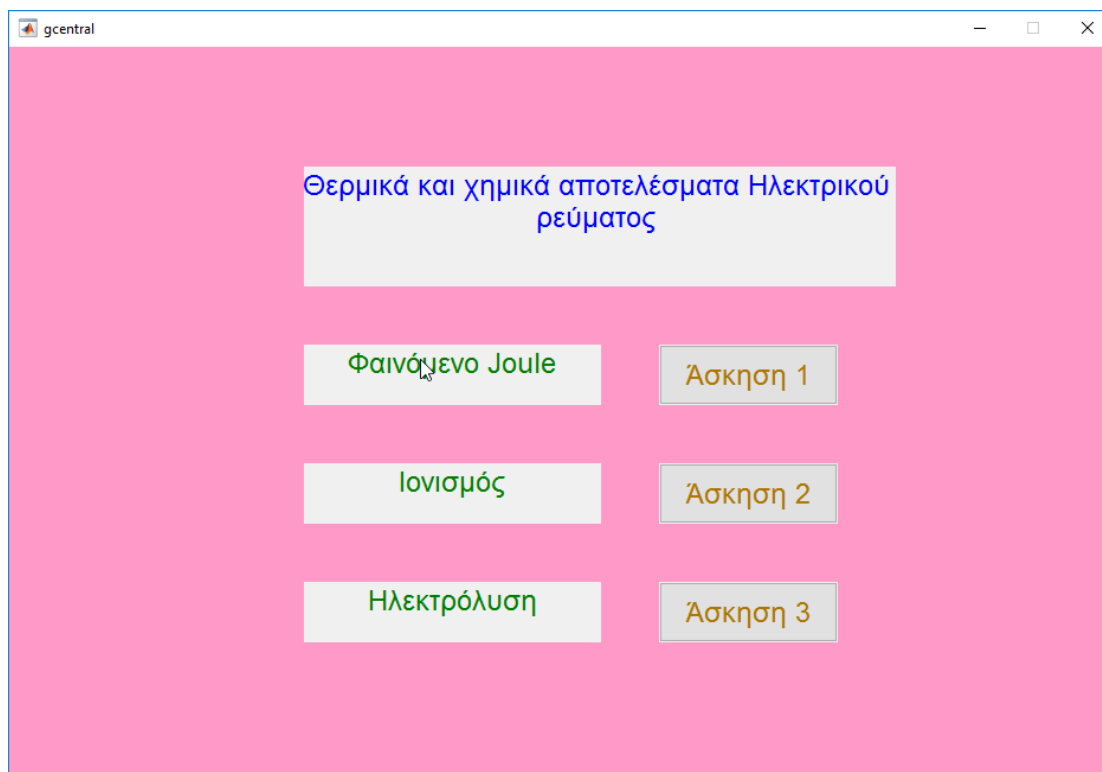 gcentral
Θερμικά και χημικά αποτελέσματα Ηλεκτρικού
ρεύματος
Φαινόμενο Joule
Άσκηση 1
Ιονισμός
Άσκηση 2
Ηλεκτρόλυση
Άσκηση 3